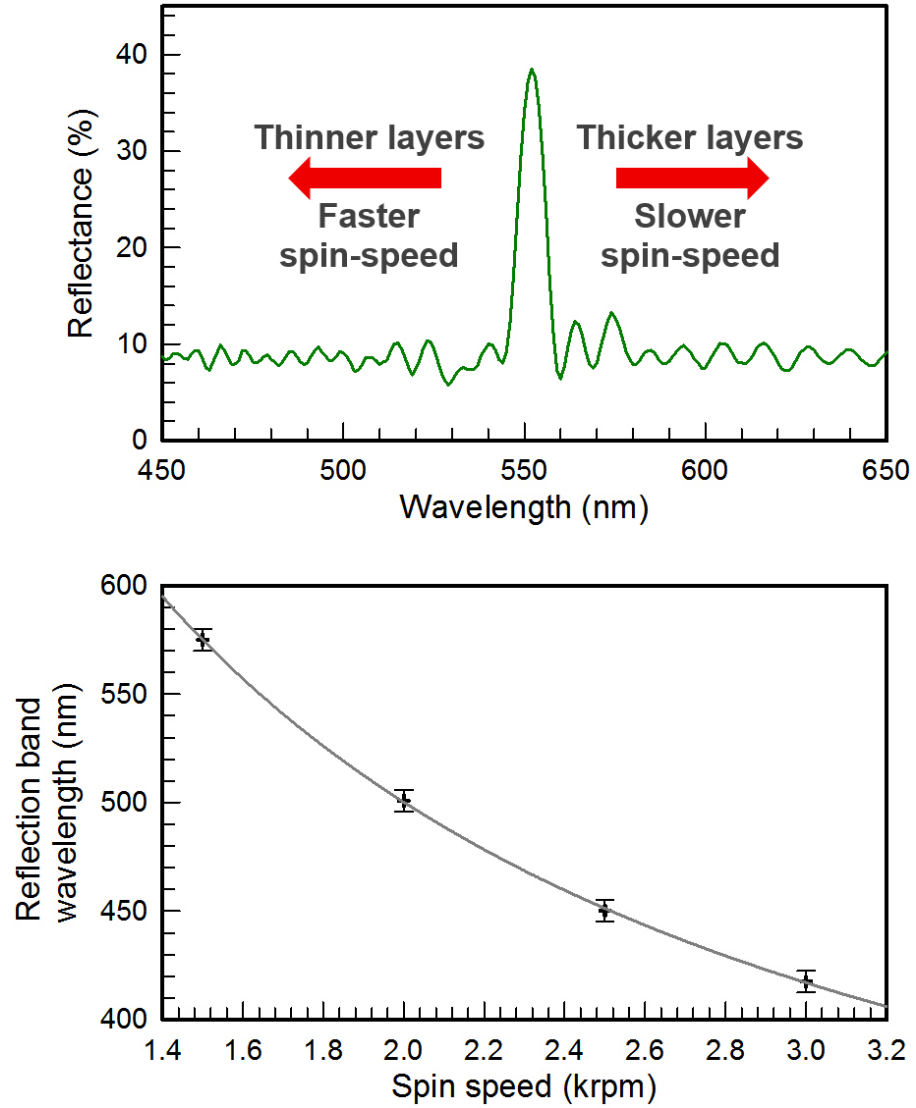 40
30
20
10
0
Reflectance (%)
Thinner layers
Faster
spin-speed
Thicker layers
Slower
spin-speed
450 500 550 600 650
Wavelength (nm)
600
550
500
450
400
Reflection band
wavelength (nm)
1.4 1.6 1.8 2.0 2.2 2.4 2.6 2.8 3.0 3.2
Spin speed (krpm)